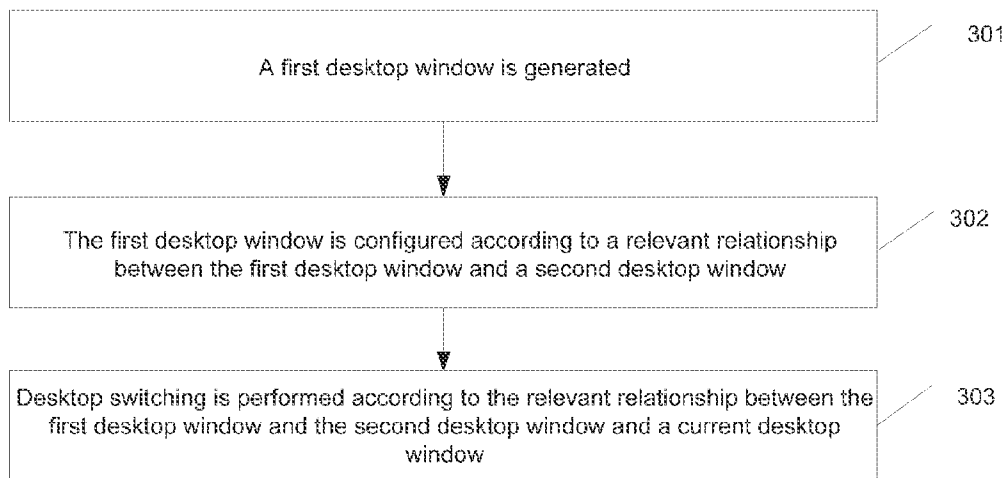 301
A first desktop window is generated
302
The first desktop window is configured according to a relevant relationship
between the first desktop window and a second desktop window
Desktop switching is performed according to the relevant relationship between the
303
first desktop window and the second desktop window and a current desktop
window